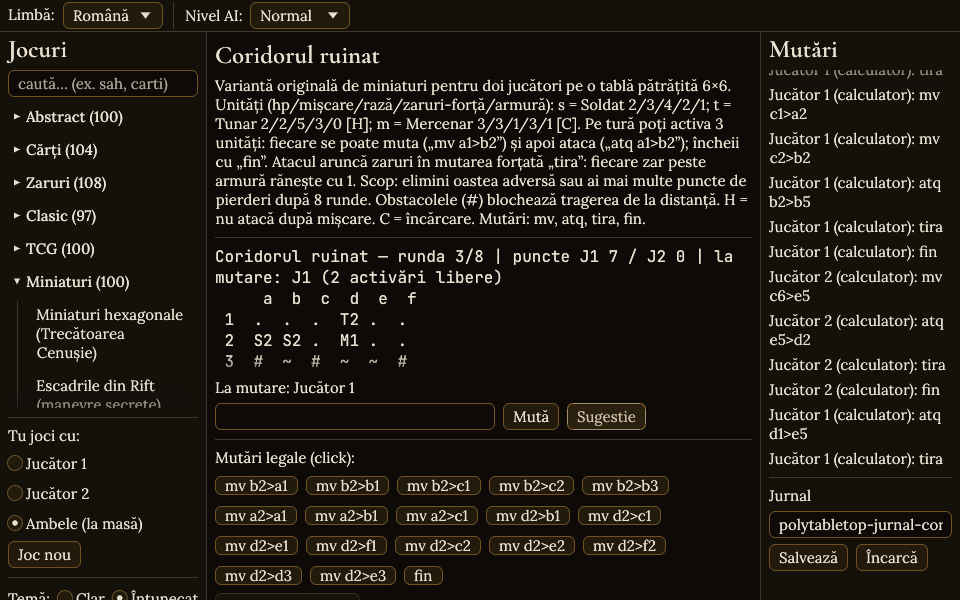 Limbă:
Română
Nivel AI:
Normal
Jocuri
caută… (ex. sah, carti)
Abstract (100)
Cărți (104)
Zaruri (108)
Clasic (97)
TCG (100)
Miniaturi (100)
Miniaturi hexagonale
(Trecătoarea
Cenușie)
Escadrile din Rift
(manevre secrete)
Tu joci cu:
Jucător 1
Jucător 2
Ambele (la masă)
Joc nou
Temă:
Clar
Întunecat
Coridorul ruinat
Variantă originală de miniaturi pentru doi jucători pe o tablă pătrățită 6×6.
Unități (hp/mișcare/rază/zaruri-forță/armură): s = Soldat 2/3/4/2/1; t =
Tunar 2/2/5/3/0 [H]; m = Mercenar 3/3/1/3/1 [C]. Pe tură poți activa 3
unități: fiecare se poate muta („mv a1>b2”) și apoi ataca („atq a1>b2”); închei
cu „fin”. Atacul aruncă zaruri în mutarea forțată „tira”: fiecare zar peste
armură rănește cu 1. Scop: elimini oastea adversă sau ai mai multe puncte de
pierderi după 8 runde. Obstacolele (#) blochează tragerea de la distanță. H =
nu atacă după mișcare. C = încărcare. Mutări: mv, atq, tira, fin.
Coridorul ruinat — runda 3/8 | puncte J1 7 / J2 0 | la
mutare: J1 (2 activări libere)
a b c d e f
1 . . . T2 . .
2 S2 S2 . M1 . .
3 # ~ # ~ ~ #
La mutare: Jucător 1
Mută
Sugestie
Mutări legale (click):
mv b2>a1 mv b2>b1 mv b2>c1 mv b2>c2 mv b2>b3
mv a2>a1 mv a2>b1 mv a2>c1 mv d2>b1 mv d2>c1
mv d2>e1 mv d2>f1 mv d2>c2 mv d2>e2 mv d2>f2
mv d2>d3 mv d2>e3 fin
Mutări
Jucător 1 (calculator): tira
Jucător 1 (calculator): mv
c1>a2
Jucător 1 (calculator): mv
c2>b2
Jucător 1 (calculator): atq
b2>b5
Jucător 1 (calculator): tira
Jucător 1 (calculator): fin
Jucător 2 (calculator): mv
c6>e5
Jucător 2 (calculator): atq
e5>d2
Jucător 2 (calculator): tira
Jucător 2 (calculator): fin
Jucător 1 (calculator): atq
d1>e5
Jucător 1 (calculator): tira
Jurnal
polytabletop-jurnal-cor
Salvează
Încarcă